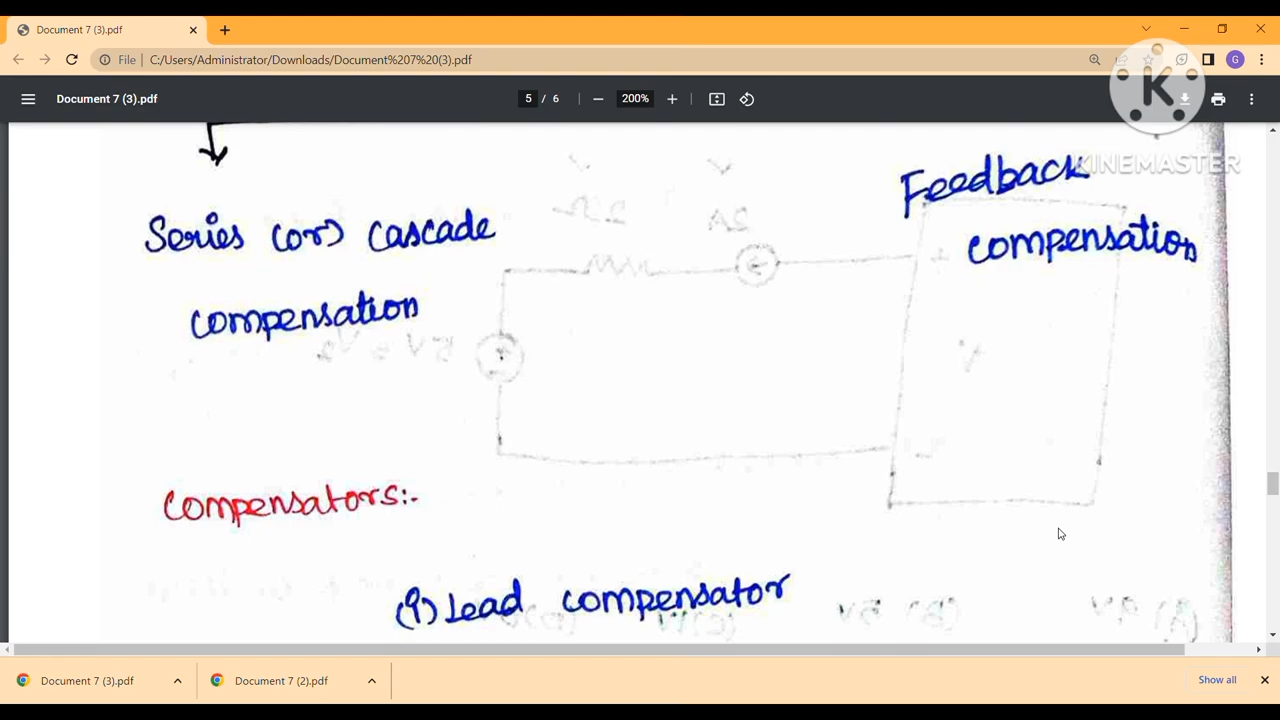 Document 7 (3).pdf
File
C:/Users/Administrator/Downloads/Document%207%20(3).pdf
G
Document 7 (3).pdf
5 / 6
200%
K
KINEMASTER
Feedback
compensation
Series (or) cascade
compensation
compensators:-
(i) Lead compensator
Document 7 (3).pdf
Document 7 (2).pdf
Show all